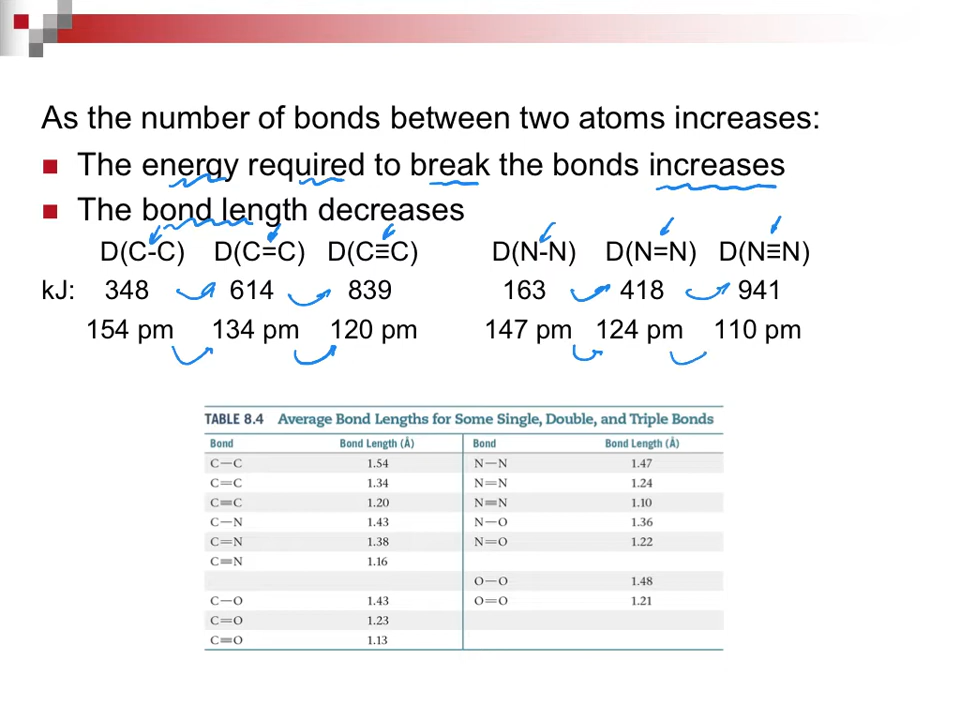 As the number of bonds between two atoms increases:
The energy required to break the bonds increases
The bond length decreases
D(C-C) D(C=C) D(C≡C) D(N-N) D(N=N) D(N≡N)
kJ: 348 614 839 163 418 941
154 pm 134 pm 120 pm 147 pm 124 pm 110 pm
TABLE 8.4 Average Bond Lengths for Some Single, Double, and Triple Bonds
Bond Bond Length (Å) Bond Bond Length (Å)
C—C 1.54 N—N 1.47
C=C 1.34 N=N 1.24
C≡C 1.20 N≡N 1.10
C—N 1.43 N—O 1.36
C=N 1.38 N=O 1.22
C≡N 1.16
O—O 1.48
C—O 1.43 O=O 1.21
C=O 1.23
C≡O 1.13